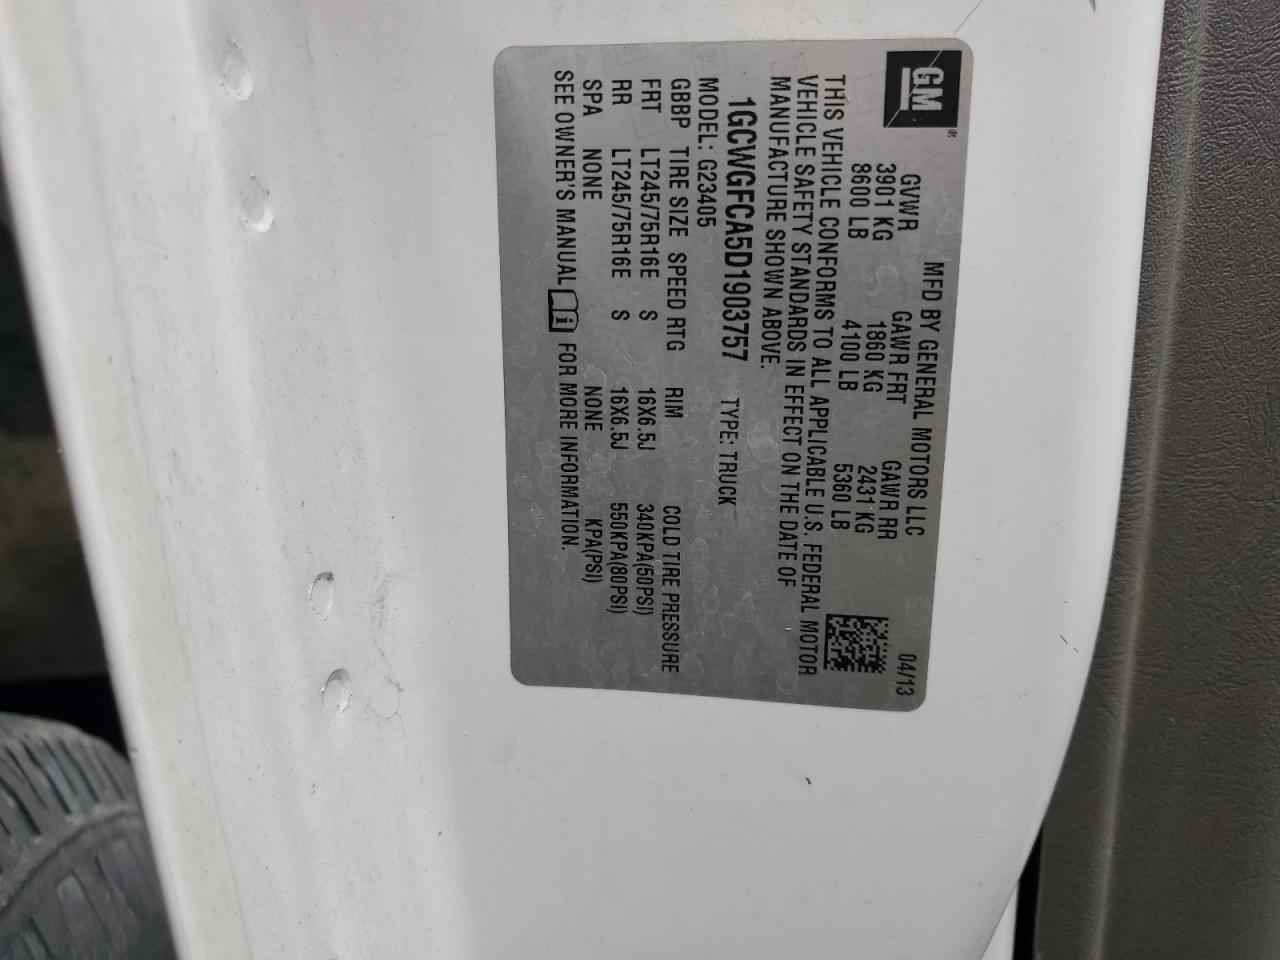 GM®
MFD BY GENERAL MOTORS LLC 04/13
GVWR GAWR FRT GAWR RR
3901 KG 1860 KG 2431 KG
8600 LB 4100 LB 5360 LB
THIS VEHICLE CONFORMS TO ALL APPLICABLE U.S. FEDERAL MOTOR
VEHICLE SAFETY STANDARDS IN EFFECT ON THE DATE OF
MANUFACTURE SHOWN ABOVE.
1GCWGFCA5D1903757 TYPE: TRUCK
MODEL: G23405
GBBP TIRE SIZE SPEED RTG RIM COLD TIRE PRESSURE
FRT LT245/75R16E S 16X6.5J 340KPA(50PSI)
RR LT245/75R16E S 16X6.5J 550KPA(80PSI)
SPA NONE NONE KPA(PSI)
SEE OWNER'S MANUAL i FOR MORE INFORMATION.